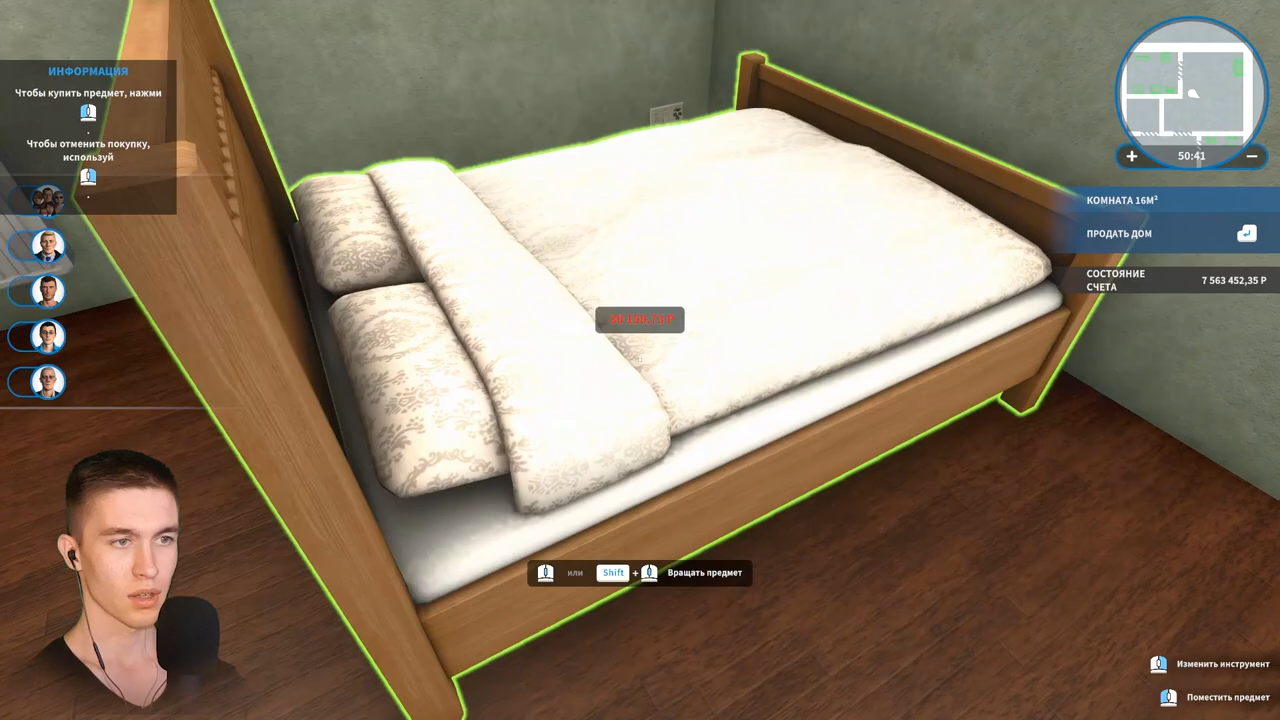 ИНФОРМАЦИЯ
Чтобы купить предмет, нажми
.
Чтобы отменить покупку,
используй
.
+ 50:41 −
КОМНАТА 16М²
ПРОДАТЬ ДОМ
СОСТОЯНИЕ
СЧЕТА
7 563 452,35 Р
или Shift + Вращать предмет
Изменить инструмент
Поместить предмет